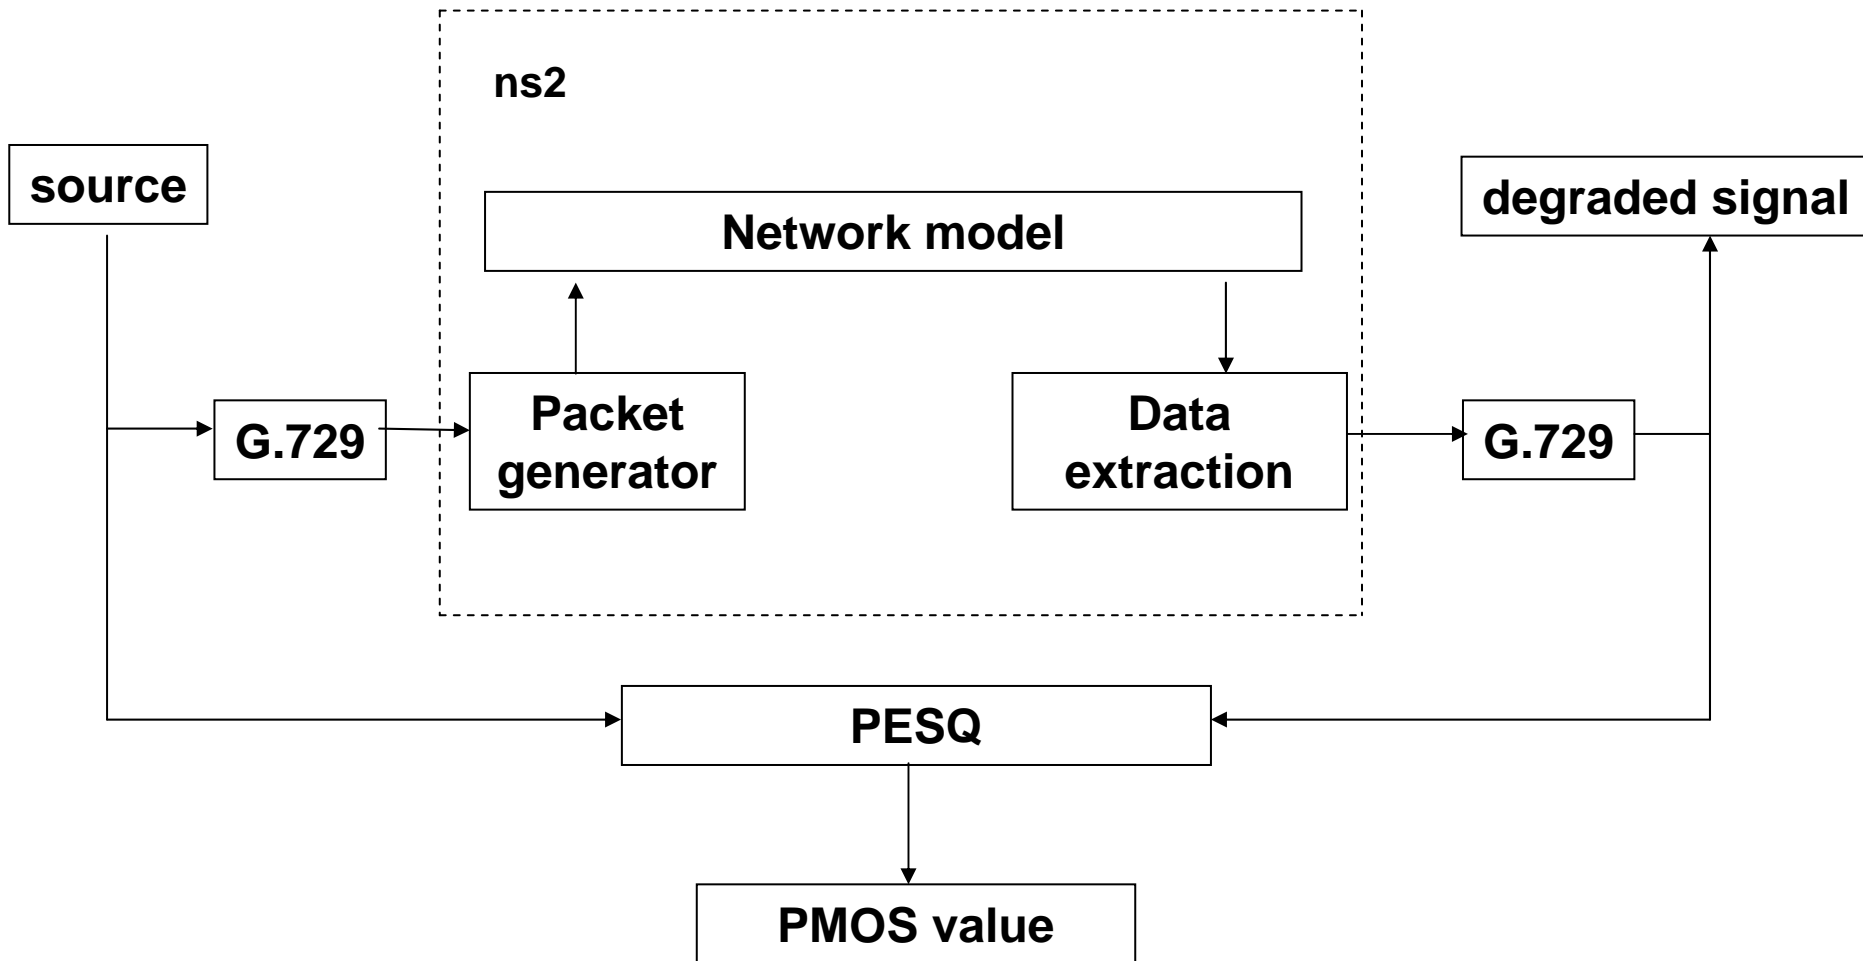 ns2
source
degraded signal
Network model
Packet
generator
Data
extraction
G.729
G.729
PESQ
PMOS value